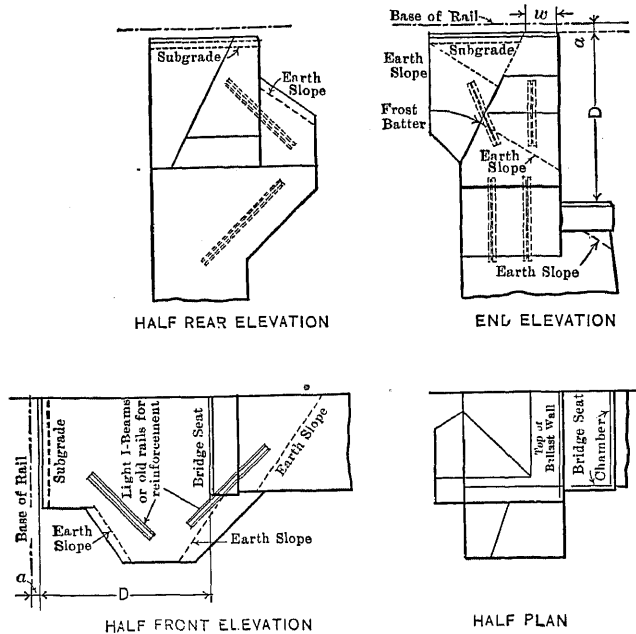 Subgrade
Earth
Slope
HALF REAR ELEVATION
Base of Rail
w
a
Earth
Slope
Subgrade
Frost
Batter
D
Earth
Slope
Earth Slope
END ELEVATION
Base of Rail
Subgrade
Light I-Beams
or old rails for
reinforcement
Bridge Seat
Earth Slope
Earth
Slope
Earth Slope
a
D
HALF FRONT ELEVATION
Top of
Ballast Wall
Bridge Seat
Chamber
HALF PLAN